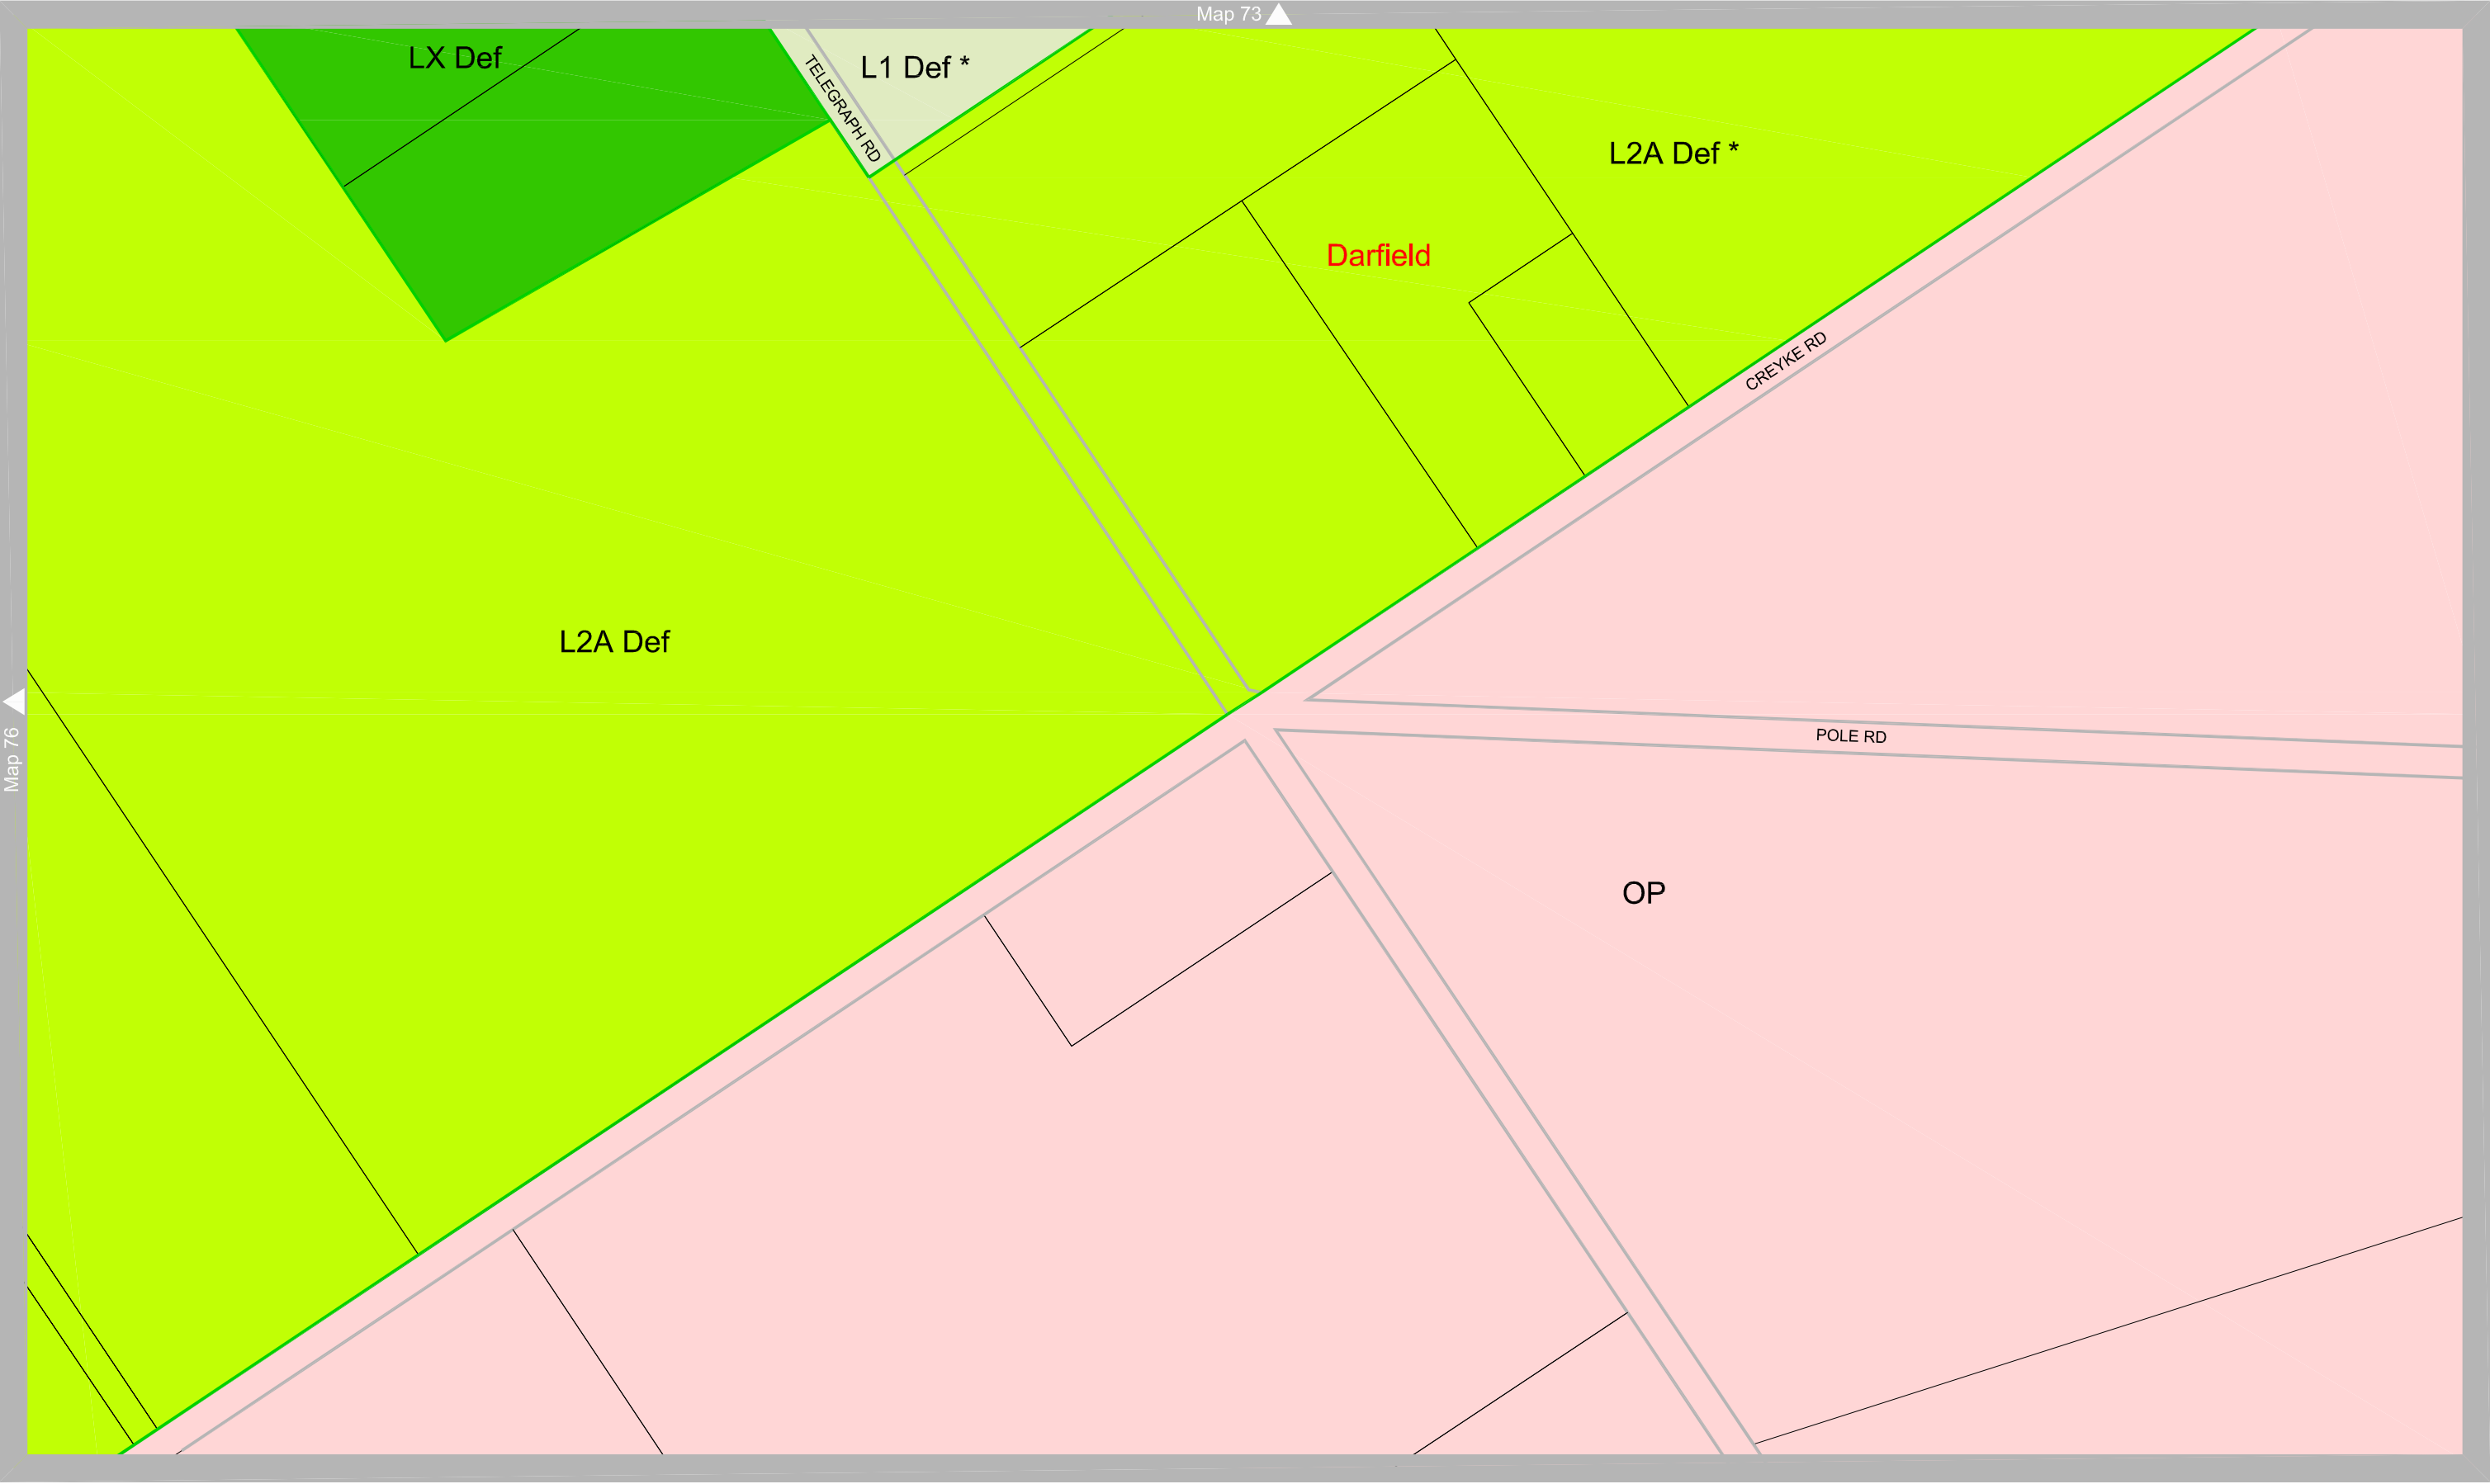 Map 73
LX Def
L1 Def *
TELEGRAPH RD
L2A Def *
Darfield
CREYKE RD
L2A Def
Map 76
POLE RD
OP